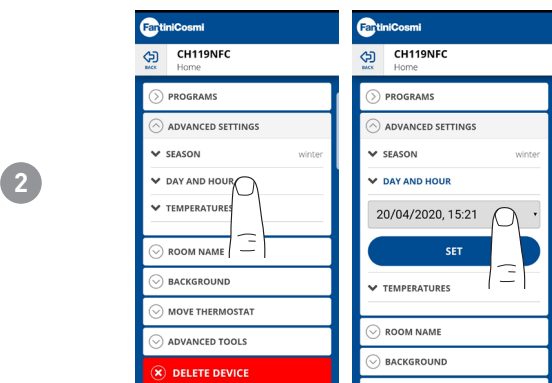 2
FantiniCosmi
BACK
CH119NFC
Home
PROGRAMS
ADVANCED SETTINGS
SEASON winter
DAY AND HOUR
TEMPERATURES
ROOM NAME
BACKGROUND
MOVE THERMOSTAT
ADVANCED TOOLS
DELETE DEVICE
FantiniCosmi
BACK
CH119NFC
Home
PROGRAMS
ADVANCED SETTINGS
SEASON winter
DAY AND HOUR
20/04/2020, 15:21
SET
TEMPERATURES
ROOM NAME
BACKGROUND